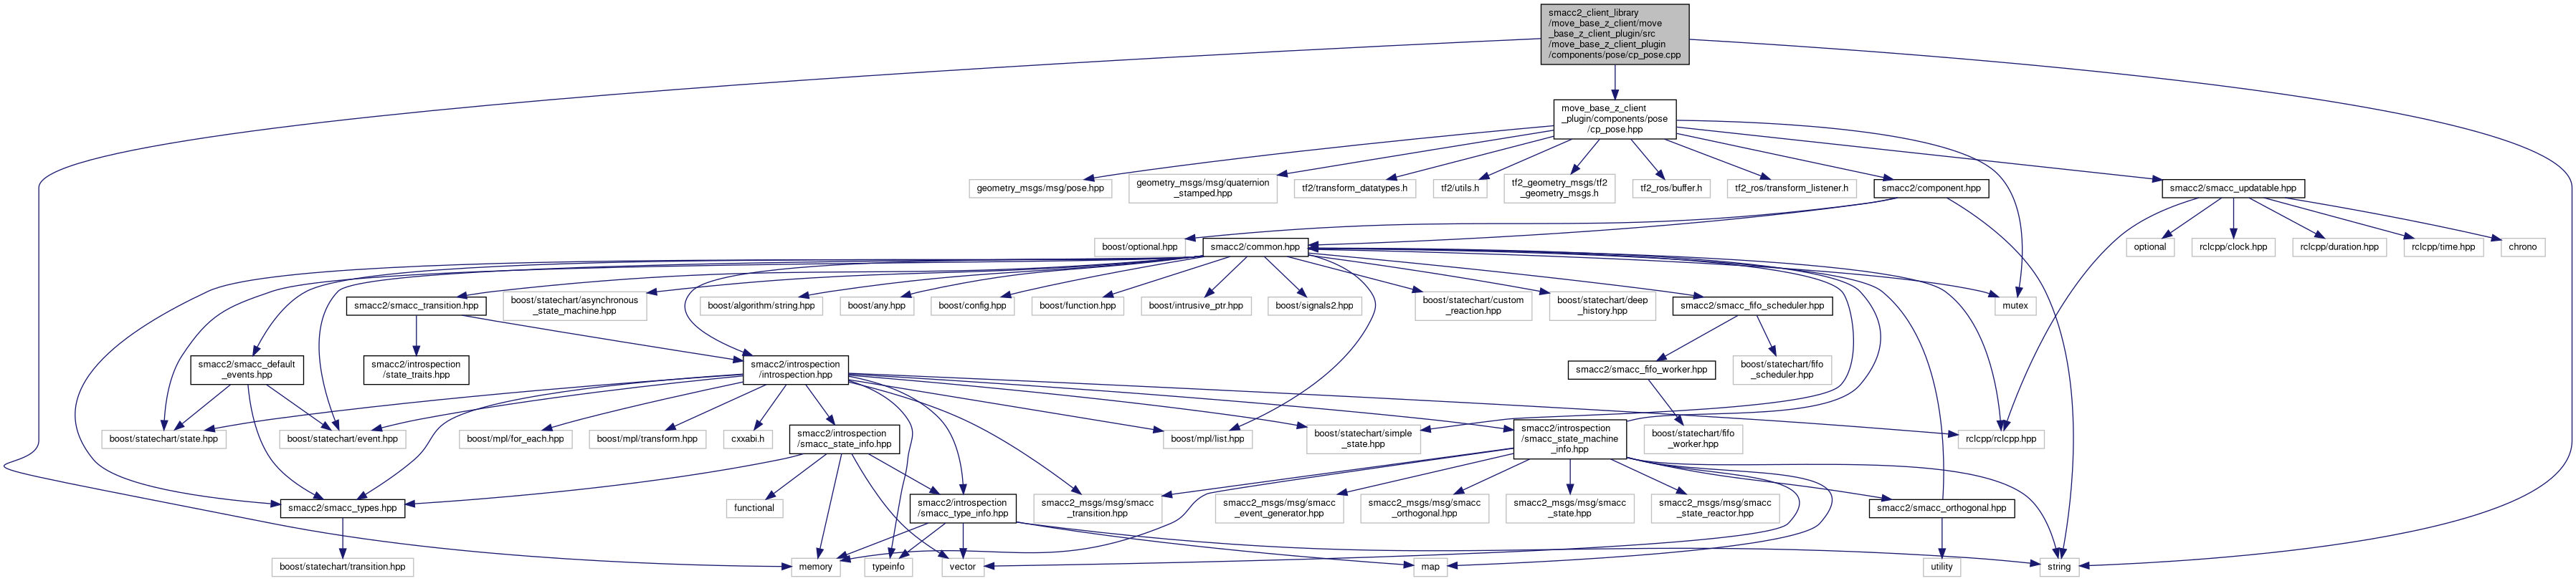 smacc2_client_library
/move_base_z_client/move
_base_z_client_plugin/src
/move_base_z_client_plugin
/components/pose/cp_pose.cpp
move_base_z_client
_plugin/components/pose
/cp_pose.hpp
geometry_msgs/msg/pose.hpp
geometry_msgs/msg/quaternion
_stamped.hpp
tf2/transform_datatypes.h
tf2/utils.h
tf2_geometry_msgs/tf2
_geometry_msgs.h
tf2_ros/buffer.h
tf2_ros/transform_listener.h
smacc2/component.hpp
smacc2/smacc_updatable.hpp
boost/optional.hpp
smacc2/common.hpp
optional
rclcpp/clock.hpp
rclcpp/duration.hpp
rclcpp/time.hpp
chrono
smacc2/smacc_transition.hpp
boost/statechart/asynchronous
_state_machine.hpp
boost/algorithm/string.hpp
boost/any.hpp
boost/config.hpp
boost/function.hpp
boost/intrusive_ptr.hpp
boost/signals2.hpp
boost/statechart/custom
_reaction.hpp
boost/statechart/deep
_history.hpp
smacc2/smacc_fifo_scheduler.hpp
mutex
smacc2/smacc_default
_events.hpp
smacc2/introspection
/state_traits.hpp
smacc2/introspection
/introspection.hpp
smacc2/smacc_fifo_worker.hpp
boost/statechart/fifo
_scheduler.hpp
boost/statechart/state.hpp
boost/statechart/event.hpp
boost/mpl/for_each.hpp
boost/mpl/transform.hpp
cxxabi.h
smacc2/introspection
/smacc_state_info.hpp
boost/mpl/list.hpp
boost/statechart/simple
_state.hpp
smacc2/introspection
/smacc_state_machine
_info.hpp
boost/statechart/fifo
_worker.hpp
rclcpp/rclcpp.hpp
smacc2/smacc_types.hpp
functional
smacc2/introspection
/smacc_type_info.hpp
smacc2_msgs/msg/smacc
_transition.hpp
smacc2_msgs/msg/smacc
_event_generator.hpp
smacc2_msgs/msg/smacc
_orthogonal.hpp
smacc2_msgs/msg/smacc
_state.hpp
smacc2_msgs/msg/smacc
_state_reactor.hpp
smacc2/smacc_orthogonal.hpp
boost/statechart/transition.hpp
memory
typeinfo
vector
map
utility
string